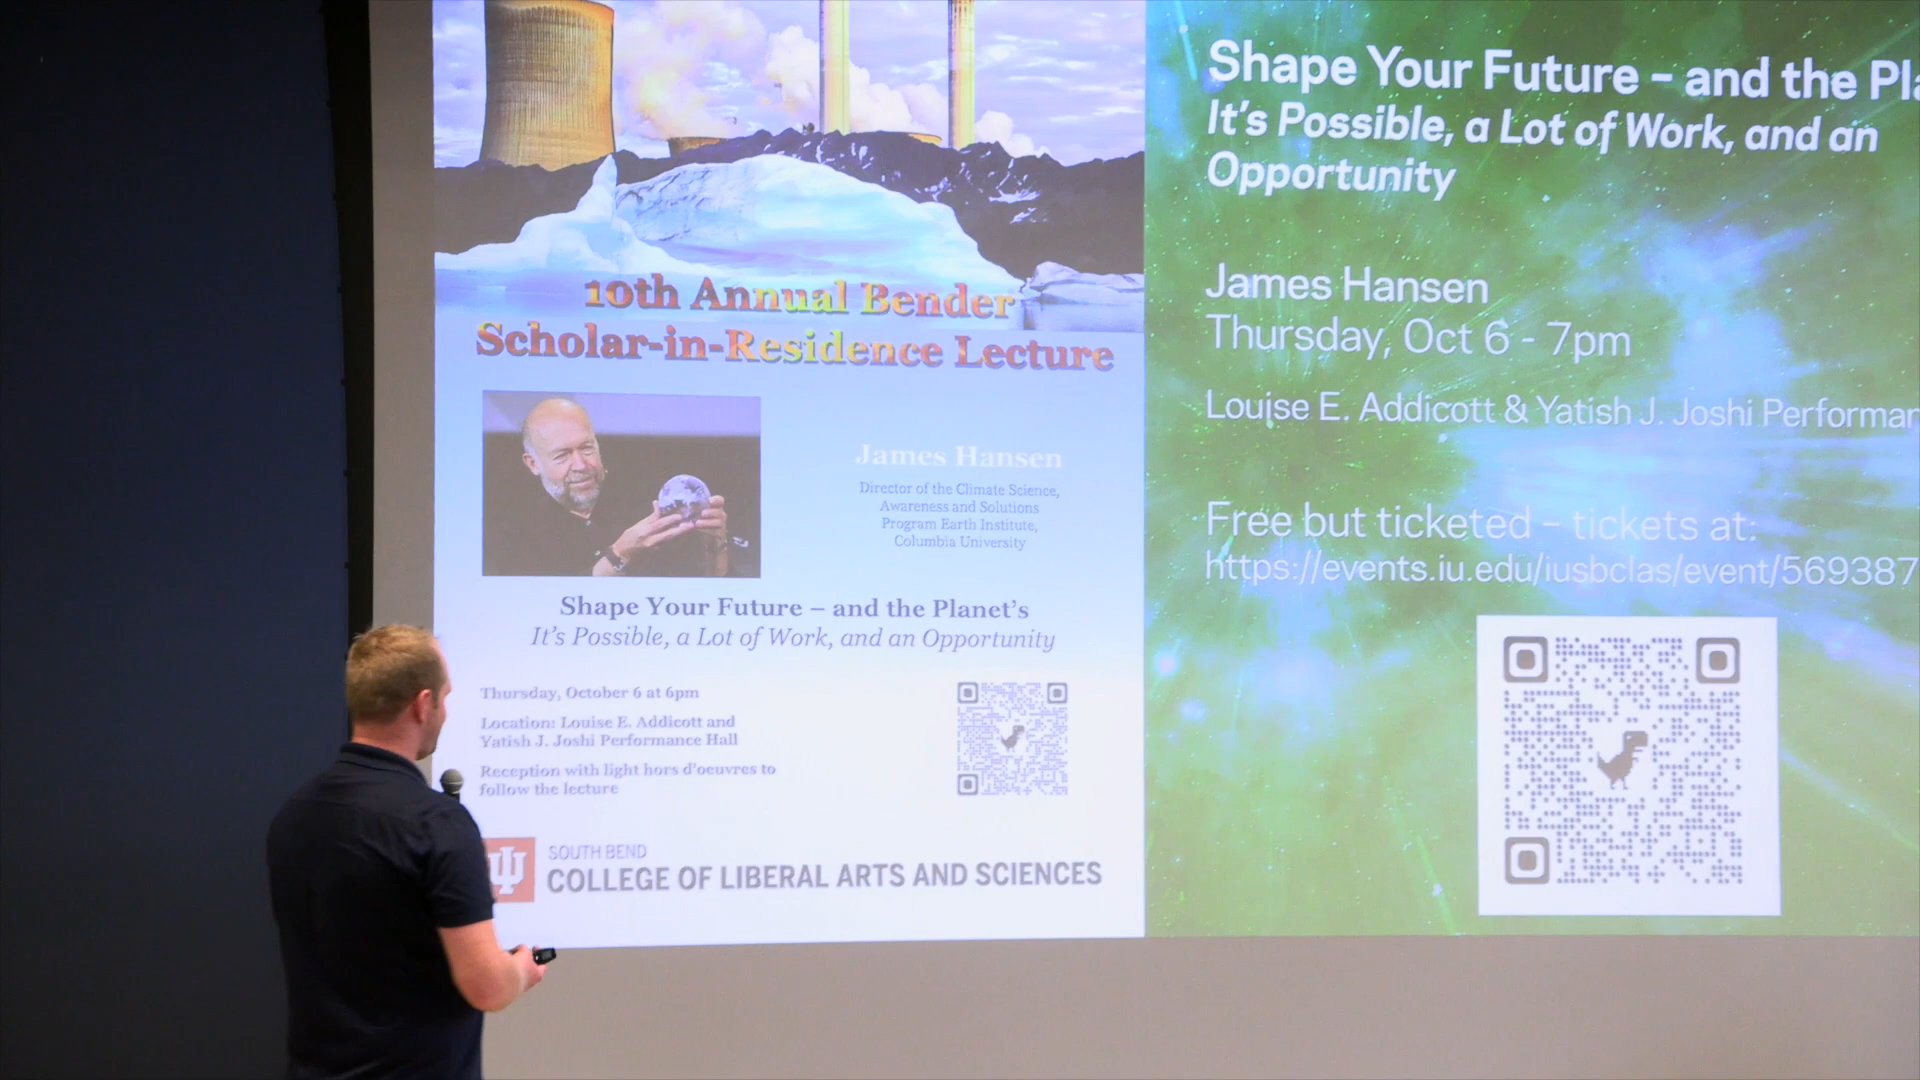 10th Annual Bender
Scholar-in-Residence Lecture
James Hansen
Director of the Climate Science,
Awareness and Solutions
Program Earth Institute,
Columbia University
Shape Your Future – and the Planet's
It's Possible, a Lot of Work, and an Opportunity
Thursday, October 6 at 6pm
Location: Louise E. Addicott and
Yatish J. Joshi Performance Hall
Reception with light hors d'oeuvres to
follow the lecture
SOUTH BEND
COLLEGE OF LIBERAL ARTS AND SCIENCES
Shape Your Future – and the Pla
It's Possible, a Lot of Work, and an
Opportunity
James Hansen
Thursday, Oct 6 - 7pm
Louise E. Addicott & Yatish J. Joshi Performan
Free but ticketed – tickets at:
https://events.iu.edu/iusbclas/event/569387